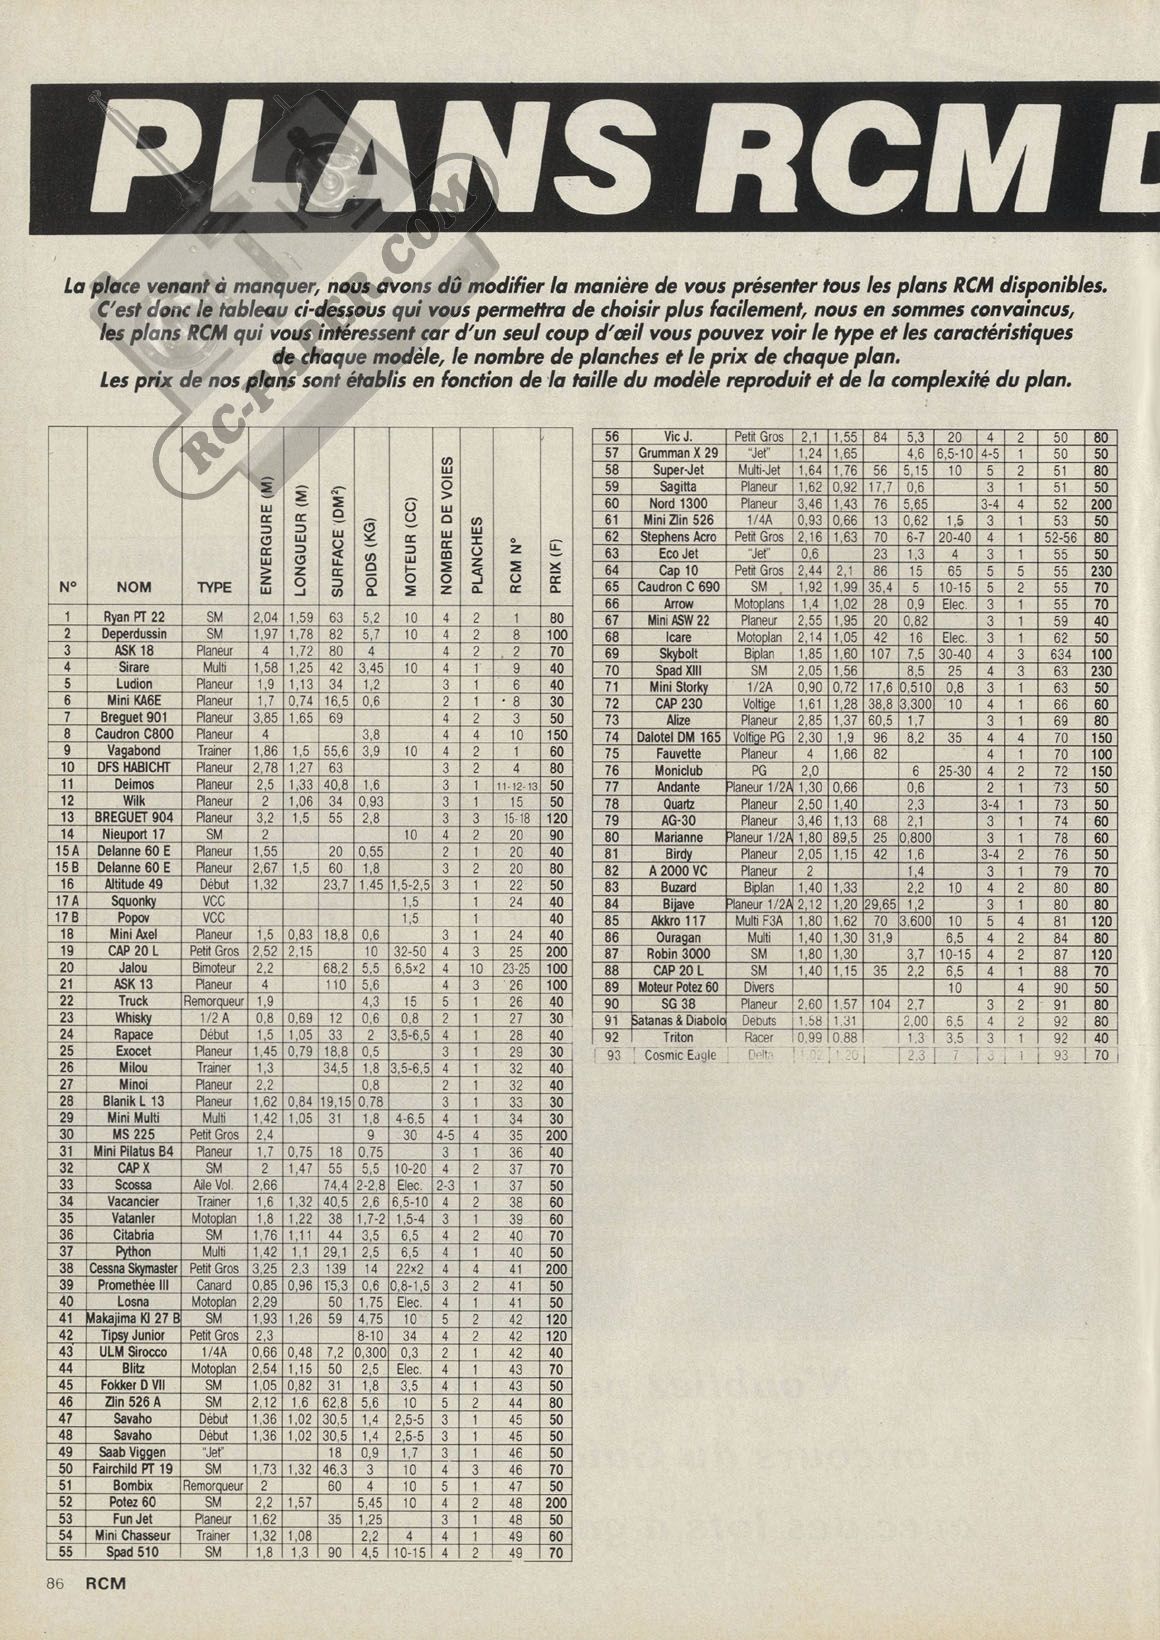 PLANS RCM D
RC-PAPER.COM
La place venant à manquer, nous avons dû modifier la manière de vous présenter tous les plans RCM disponibles.
C'est donc le tableau ci-dessous qui vous permettra de choisir plus facilement, nous en sommes convaincus,
les plans RCM qui vous intéressent car d'un seul coup d'œil vous pouvez voir le type et les caractéristiques
de chaque modèle, le nombre de planches et le prix de chaque plan.
Les prix de nos plans sont établis en fonction de la taille du modèle reproduit et de la complexité du plan.
N° NOM TYPE ENVERGURE (M) LONGUEUR (M) SURFACE (DM²) POIDS (KG) MOTEUR (CC) NOMBRE DE VOIES PLANCHES RCM N° PRIX (F)
1 Ryan PT 22 SM 2,04 1,59 63 5,2 10 4 2 1 80
2 Deperdussin SM 1,97 1,78 82 5,7 10 4 2 8 100
3 ASK 18 Planeur 4 1,72 80 4 4 2 2 70
4 Sirare Multi 1,58 1,25 42 3,45 10 4 1 9 40
5 Ludion Planeur 1,9 1,13 34 1,2 3 1 6 40
6 Mini KA6E Planeur 1,7 0,74 16,5 0,6 2 1 8 30
7 Breguet 901 Planeur 3,85 1,65 69 4 2 3 50
8 Caudron C800 Planeur 4 3,8 4 4 10 150
9 Vagabond Trainer 1,86 1,5 55,6 3,9 10 4 2 1 60
10 DFS HABICHT Planeur 2,78 1,27 63 3 2 4 80
11 Deimos Planeur 2,5 1,33 40,8 1,6 3 1 11-12-13 50
12 Wilk Planeur 2 1,06 34 0,93 3 1 15 50
13 BREGUET 904 Planeur 3,2 1,5 55 2,8 3 3 15-18 120
14 Nieuport 17 SM 2 10 4 2 20 90
15 A Delanne 60 E Planeur 1,55 20 0,55 2 1 20 40
15 B Delanne 60 E Planeur 2,67 1,5 60 1,8 3 2 20 80
16 Altitude 49 Début 1,32 23,7 1,45 1,5-2,5 3 1 22 50
17 A Squonky VCC 1,5 1 24 40
17 B Popov VCC 1,5 1 40
18 Mini Axel Planeur 1,5 0,83 18,8 0,6 3 1 24 40
19 CAP 20 L Petit Gros 2,52 2,15 10 32-50 4 3 25 200
20 Jalou Bimoteur 2,2 68,2 5,5 6,5×2 4 10 23-25 100
21 ASK 13 Planeur 4 110 5,6 4 3 26 100
22 Truck Remorqueur 1,9 4,3 15 5 1 26 40
23 Whisky 1/2 A 0,8 0,69 12 0,6 0,8 2 1 27 30
24 Rapace Début 1,5 1,05 33 2 3,5-6,5 4 1 28 40
25 Exocet Planeur 1,45 0,79 18,8 0,5 3 1 29 30
26 Milou Trainer 1,3 34,5 1,8 3,5-6,5 4 1 32 40
27 Minoi Planeur 2,2 0,8 2 1 32 40
28 Blanik L 13 Planeur 1,62 0,84 19,15 0,78 3 1 33 30
29 Mini Multi Multi 1,42 1,05 31 1,8 4-6,5 4 1 34 30
30 MS 225 Petit Gros 2,4 9 30 4-5 4 35 200
31 Mini Pilatus B4 Planeur 1,7 0,75 18 0,75 3 1 36 40
32 CAP X SM 2 1,47 55 5,5 10-20 4 2 37 70
33 Scossa Aile Vol. 2,66 74,4 2-2,8 Elec. 2-3 1 37 50
34 Vacancier Trainer 1,6 1,32 40,5 2,6 6,5-10 4 2 38 60
35 Vatanler Motoplan 1,8 1,22 38 1,7-2 1,5-4 3 1 39 60
36 Citabria SM 1,76 1,11 44 3,5 6,5 4 2 40 70
37 Python Multi 1,42 1,1 29,1 2,5 6,5 4 1 40 50
38 Cessna Skymaster Petit Gros 3,25 2,3 139 14 22×2 4 4 41 200
39 Promethée III Canard 0,85 0,96 15,3 0,6 0,8-1,5 3 2 41 50
40 Losna Motoplan 2,29 50 1,75 Elec. 4 1 41 50
41 Makajima KI 27 B SM 1,93 1,26 59 4,75 10 5 2 42 120
42 Tipsy Junior Petit Gros 2,3 8-10 34 4 2 42 120
43 ULM Sirocco 1/4A 0,66 0,48 7,2 0,300 0,3 2 1 42 40
44 Blitz Motoplan 2,54 1,15 50 2,5 Elec. 4 1 43 70
45 Fokker D VII SM 1,05 0,82 31 1,8 3,5 4 1 43 50
46 Zlin 526 A SM 2,12 1,6 62,8 5,6 10 5 2 44 80
47 Savaho Début 1,36 1,02 30,5 1,4 2,5-5 3 1 45 50
48 Savaho Début 1,36 1,02 30,5 1,4 2,5-5 3 1 45 50
49 Saab Viggen "Jet" 18 0,9 1,7 3 1 46 50
50 Fairchild PT 19 SM 1,73 1,32 46,3 3 10 4 3 46 70
51 Bombix Remorqueur 2 60 4 10 5 1 47 50
52 Potez 60 SM 2,2 1,57 5,45 10 4 2 48 200
53 Fun Jet Planeur 1,62 35 1,25 3 1 48 50
54 Mini Chasseur Trainer 1,32 1,08 2,2 4 4 1 49 60
55 Spad 510 SM 1,8 1,3 90 4,5 10-15 4 2 49 70
56 Vic J. Petit Gros 2,1 1,55 84 5,3 20 4 2 50 80
57 Grumman X 29 "Jet" 1,24 1,65 4,6 6,5-10 4-5 1 50 50
58 Super-Jet Multi-Jet 1,64 1,76 56 5,15 10 5 2 51 80
59 Sagitta Planeur 1,62 0,92 17,7 0,6 3 1 51 50
60 Nord 1300 Planeur 3,46 1,43 76 5,65 3-4 4 52 200
61 Mini Zlin 526 1/4A 0,93 0,66 13 0,62 1,5 3 1 53 50
62 Stephens Acro Petit Gros 2,16 1,63 70 6-7 20-40 4 1 52-56 80
63 Eco Jet "Jet" 0,6 23 1,3 4 3 1 55 50
64 Cap 10 Petit Gros 2,44 2,1 86 15 65 5 5 55 230
65 Caudron C 690 SM 1,92 1,99 35,4 5 10-15 5 2 55 70
66 Arrow Motoplans 1,4 1,02 28 0,9 Elec. 3 1 55 70
67 Mini ASW 22 Planeur 2,55 1,95 20 0,82 3 1 59 40
68 Icare Motoplan 2,14 1,05 42 16 Elec. 3 1 62 50
69 Skybolt Biplan 1,85 1,60 107 7,5 30-40 4 3 634 100
70 Spad XIII SM 2,05 1,56 8,5 25 4 3 63 230
71 Mini Storky 1/2A 0,90 0,72 17,6 0,510 0,8 3 1 63 50
72 CAP 230 Voltige 1,61 1,28 38,8 3,300 10 4 1 66 60
73 Alize Planeur 2,85 1,37 60,5 1,7 3 1 69 80
74 Dalotel DM 165 Voltige PG 2,30 1,9 96 8,2 35 4 4 70 150
75 Fauvette Planeur 4 1,66 82 4 1 70 100
76 Moniclub PG 2,0 6 25-30 4 2 72 150
77 Andante Planeur 1/2A 1,30 0,66 0,6 2 1 73 50
78 Quartz Planeur 2,50 1,40 2,3 3-4 1 73 50
79 AG-30 Planeur 3,46 1,13 68 2,1 3 1 74 60
80 Marianne Planeur 1/2A 1,80 89,5 25 0,800 3 1 78 60
81 Birdy Planeur 2,05 1,15 42 1,6 3-4 2 76 50
82 A 2000 VC Planeur 2 1,4 3 1 79 70
83 Buzard Biplan 1,40 1,33 2,2 10 4 2 80 80
84 Bijave Planeur 1/2A 2,12 1,20 29,65 1,2 3 1 80 80
85 Akkro 117 Multi F3A 1,80 1,62 70 3,600 10 5 4 81 120
86 Ouragan Multi 1,40 1,30 31,9 6,5 4 2 84 80
87 Robin 3000 SM 1,80 1,30 3,7 10-15 4 2 87 120
88 CAP 20 L SM 1,40 1,15 35 2,2 6,5 4 1 88 70
89 Moteur Potez 60 Divers 10 4 90 50
90 SG 38 Planeur 2,60 1,57 104 2,7 3 2 91 80
91 Satanas & Diabolo Debuts 1,58 1,31 2,00 6,5 4 2 92 80
92 Triton Racer 0,99 0,88 1,3 3,5 3 1 92 40
93 Cosmic Eagle Delta 1,02 1,20 2,3 7 3 1 93 70
86 RCM